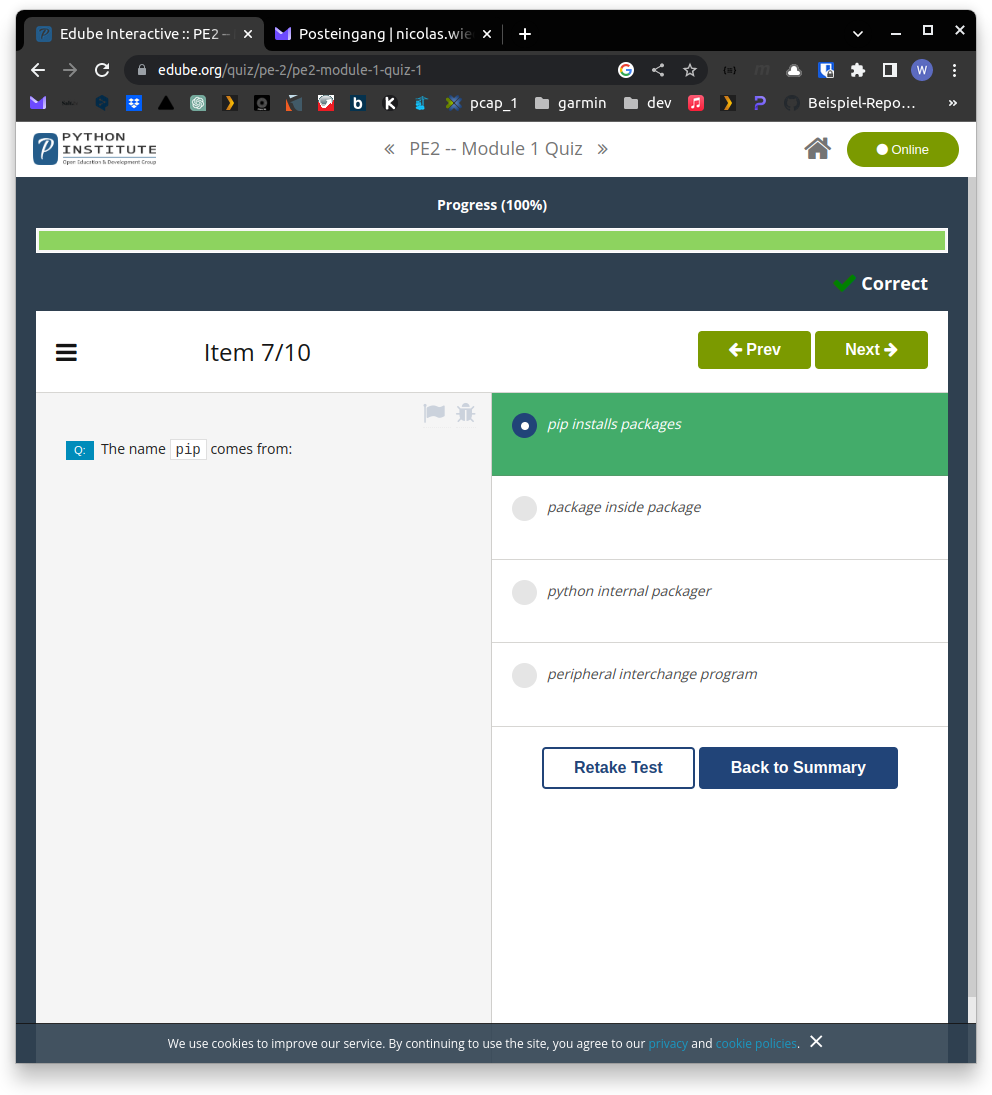 Edube Interactive :: PE2 –
Posteingang | nicolas.wie
edube.org/quiz/pe-2/pe2-module-1-quiz-1
W
pcap_1
garmin
dev
Beispiel-Repo…
»
PYTHON
INSTITUTE
Open Education & Development Group
« PE2 -- Module 1 Quiz »
Online
Progress (100%)
Correct
Item 7/10
Prev
Next
Q: The name pip comes from:
pip installs packages
package inside package
python internal packager
peripheral interchange program
Retake Test
Back to Summary
We use cookies to improve our service. By continuing to use the site, you agree to our privacy and cookie policies.